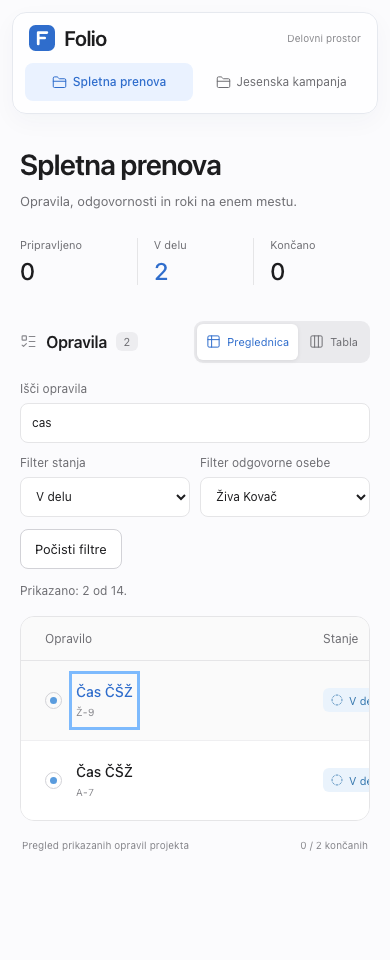 F Folio
Delovni prostor
Spletna prenova
Jesenska kampanja
Spletna prenova
Opravila, odgovornosti in roki na enem mestu.
Pripravljeno
V delu
Končano
0
2
0
Opravila 2
Preglednica
Tabla
Išči opravila
cas
Filter stanja
Filter odgovorne osebe
V delu
Živa Kovač
Počisti filtre
Prikazano: 2 od 14.
Opravilo
Stanje
Čas ČŠŽ
V de
Ž-9
Čas ČŠŽ
V de
A-7
Pregled prikazanih opravil projekta
0 / 2 končanih